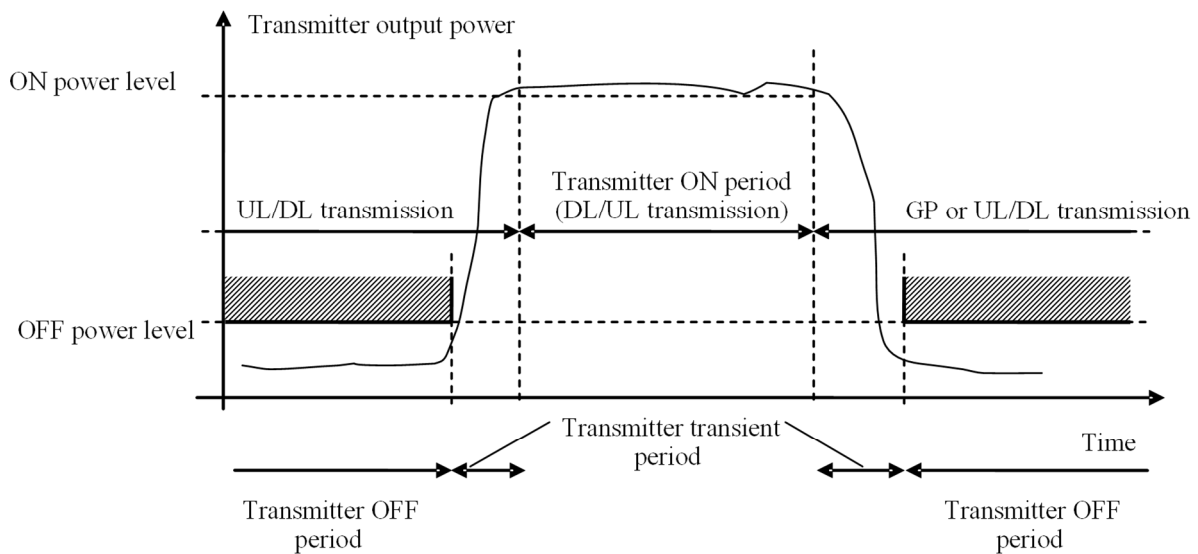 Transmitter output power
ON power level
Transmitter ON period
(DL/UL transmission)
UL/DL transmission
GP or UL/DL transmission
OFF power level
Transmitter transient
period
Time
Transmitter OFF
period
Transmitter OFF
period